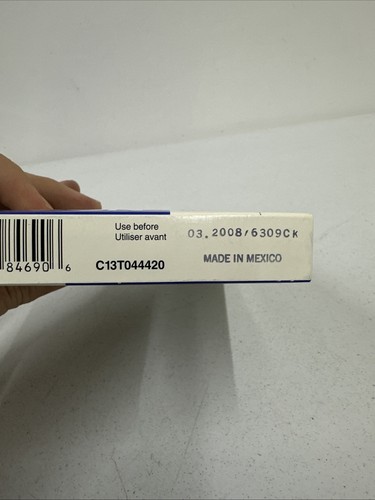 Use before
Utiliser avant
03.2008/6309CK
84690 6
C13T044420
MADE IN MEXICO